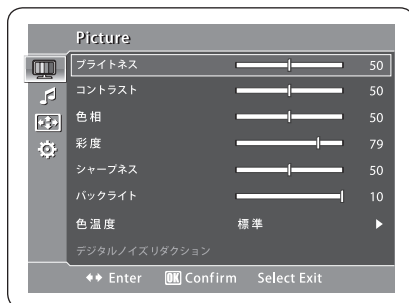 Picture
ブライトネス 50
コントラスト 50
色相 50
彩度 79
シャープネス 50
バックライト 10
色温度 標準
デジタルノイズリダクション
Enter OK Confirm Select Exit